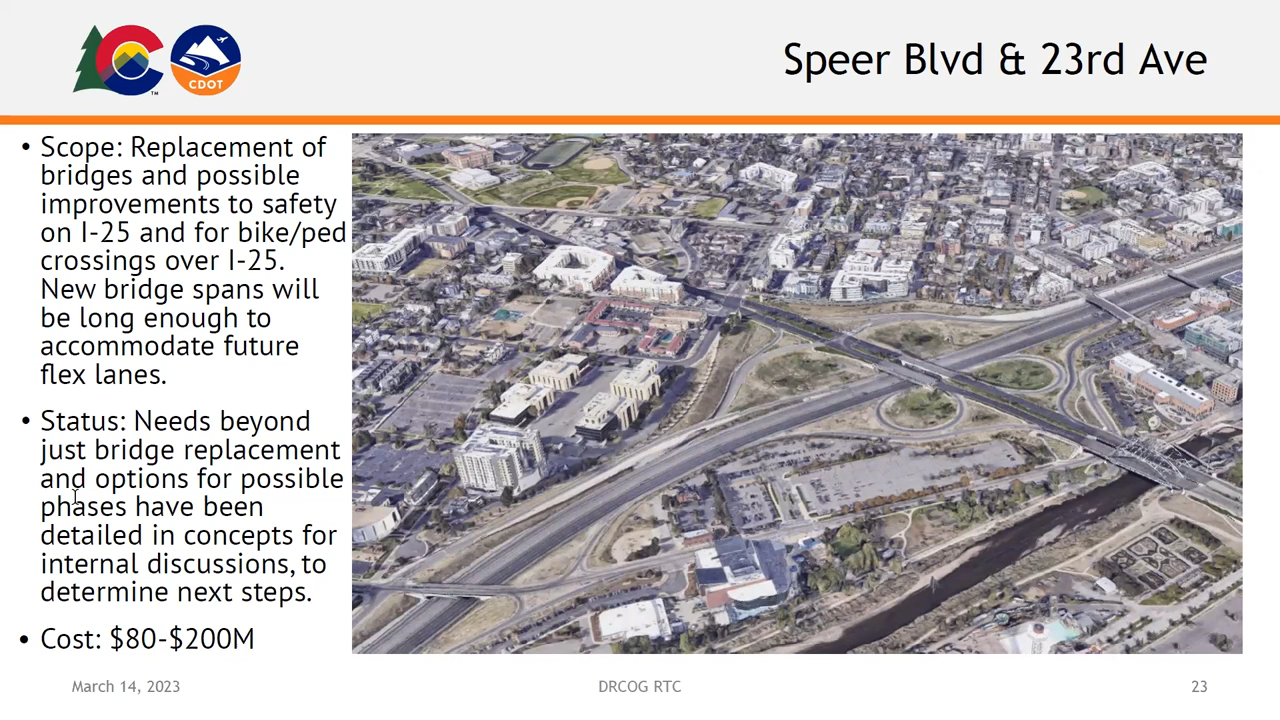 CDOT
TM
Speer Blvd & 23rd Ave
• Scope: Replacement of
bridges and possible
improvements to safety
on I-25 and for bike/ped
crossings over I-25.
New bridge spans will
be long enough to
accommodate future
flex lanes.
• Status: Needs beyond
just bridge replacement
and options for possible
phases have been
detailed in concepts for
internal discussions, to
determine next steps.
• Cost: $80-$200M
March 14, 2023
DRCOG RTC
23